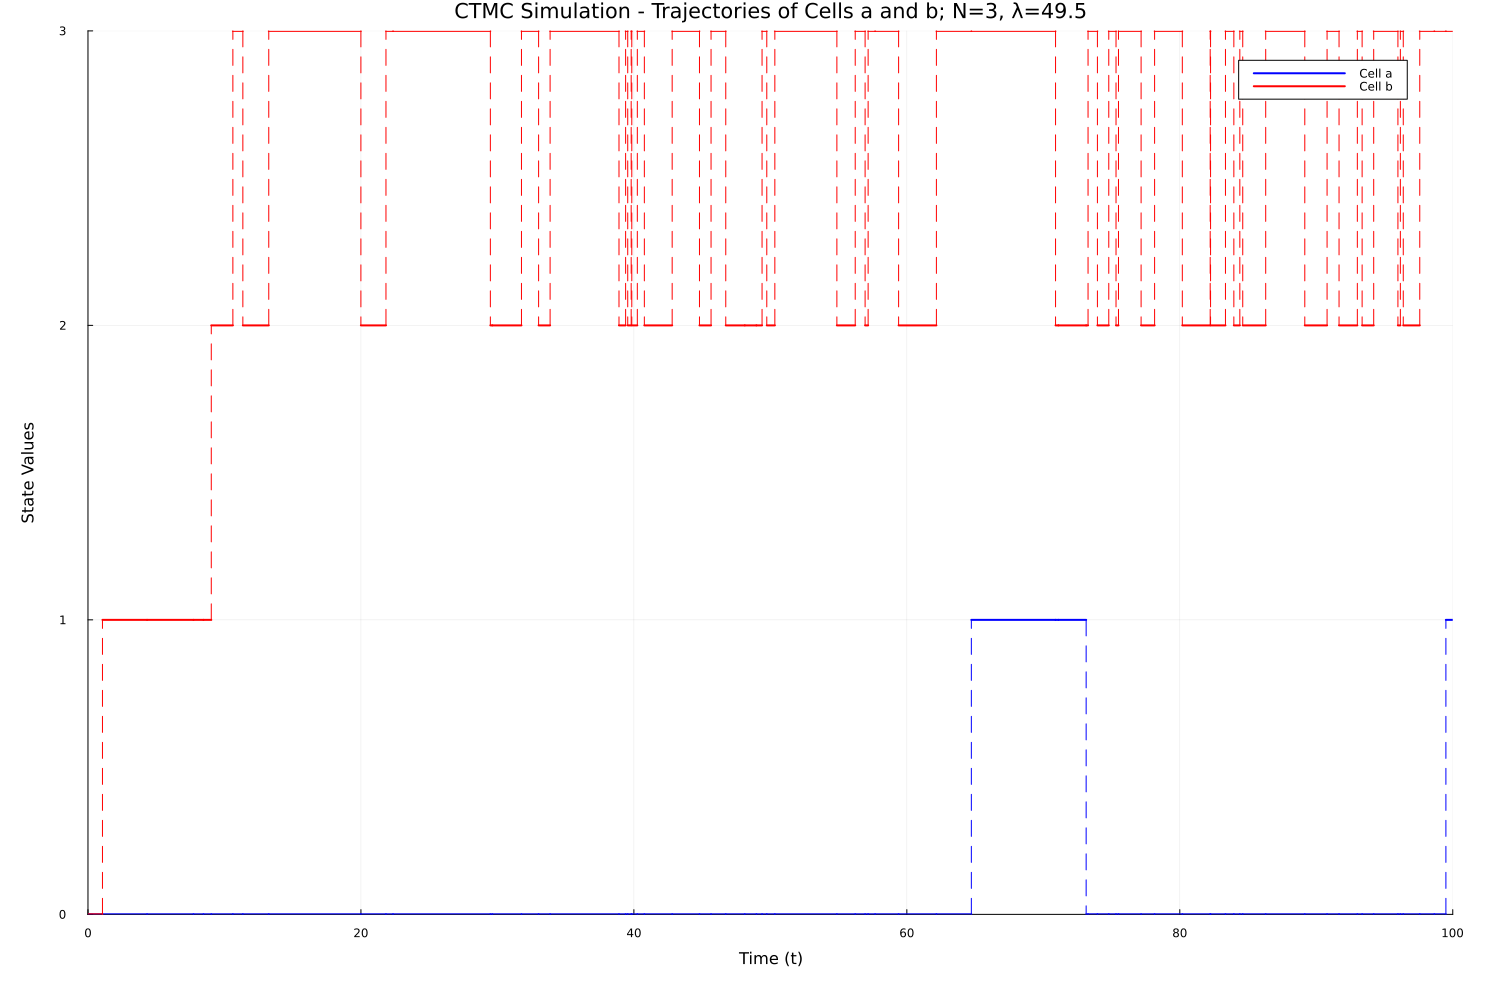 CTMC Simulation - Trajectories of Cells a and b; N=3, λ=49.5
3
Cell a
Cell b
2
State Values
1
0
0 20 40 60 80 100
Time (t)